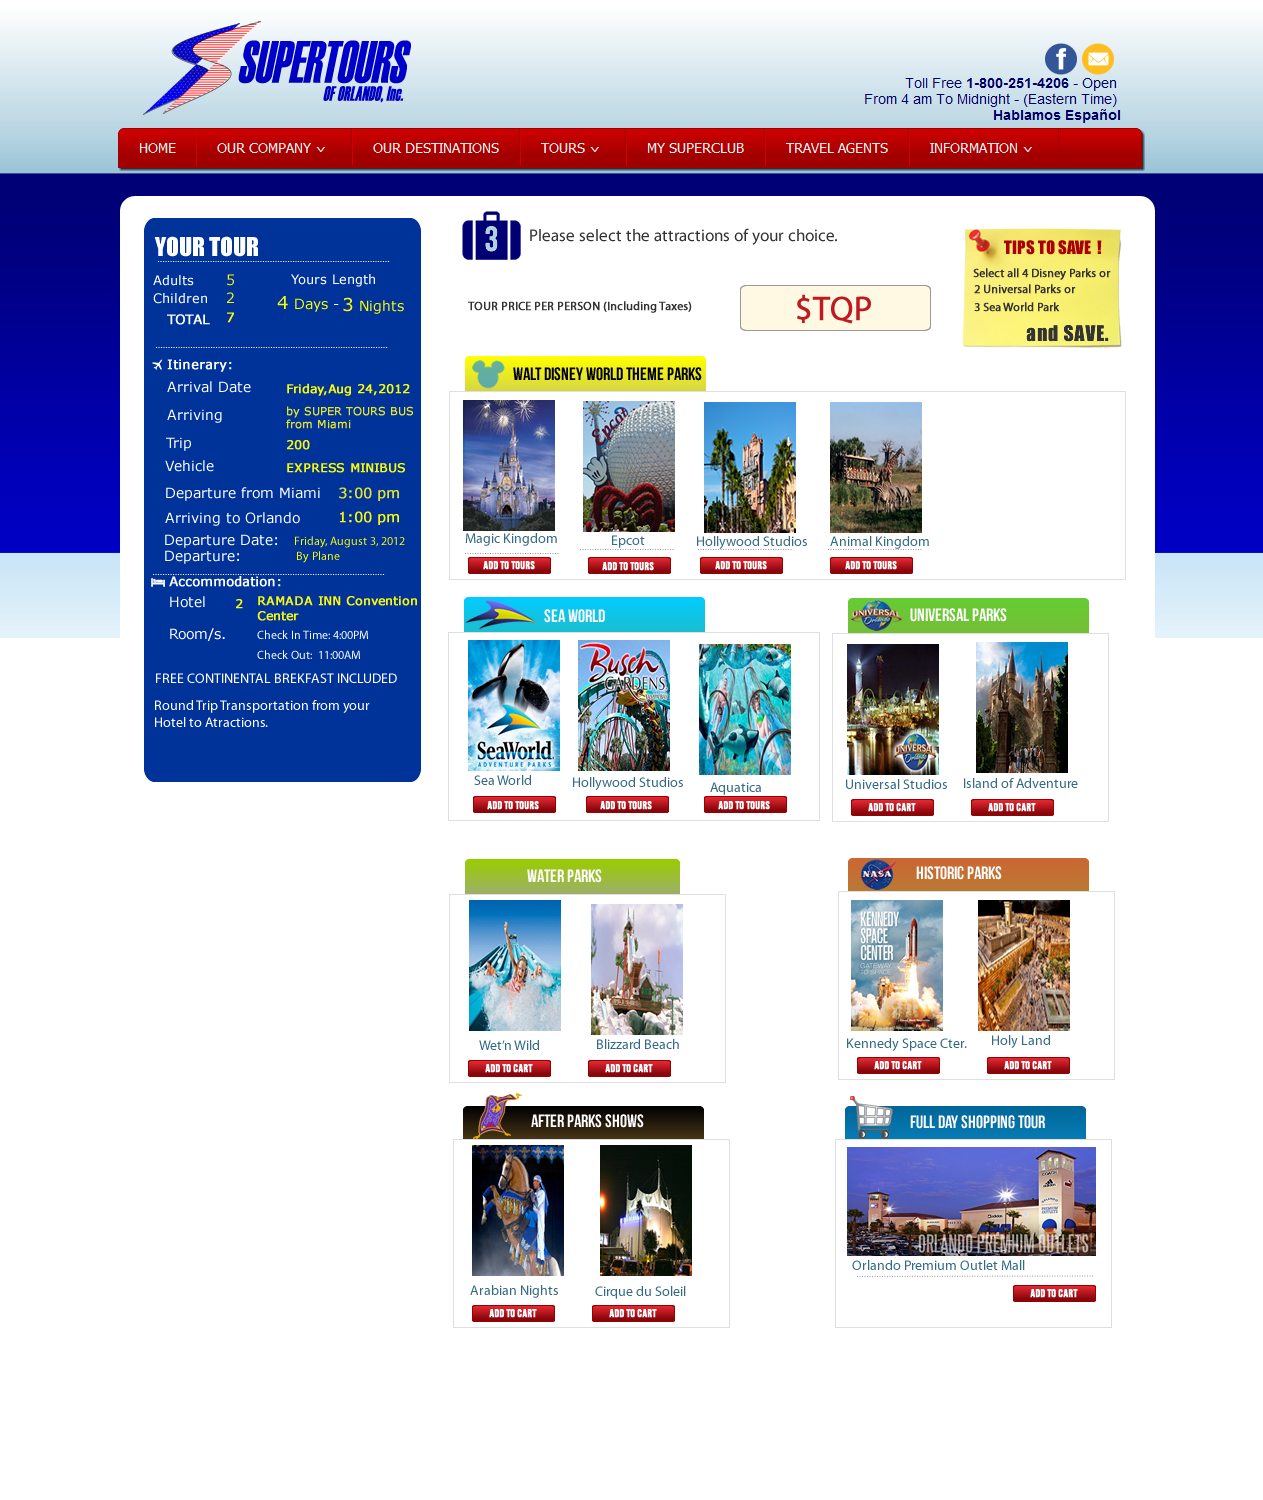 SUPERTOURS
OF ORLANDO, Inc.
Toll Free 1-800-251-4206 - Open
From 4 am To Midnight - (Eastern Time)
Hablamos Español
HOME OUR COMPANY OUR DESTINATIONS TOURS MY SUPERCLUB TRAVEL AGENTS INFORMATION
YOUR TOUR
Adults 5 Yours Length
Children 2 4 Days - 3 Nights
TOTAL 7
Itinerary:
Arrival Date Friday,Aug 24,2012
Arriving by SUPER TOURS BUS
from Miami
Trip 200
Vehicle EXPRESS MINIBUS
Departure from Miami 3:00 pm
Arriving to Orlando 1:00 pm
Departure Date: Friday, August 3, 2012
Departure: By Plane
Accommodation:
Hotel 2 RAMADA INN Convention
Center
Room/s. Check In Time: 4:00PM
Check Out: 11:00AM
FREE CONTINENTAL BREKFAST INCLUDED
Round Trip Transportation from your
Hotel to Atractions.
3 Please select the attractions of your choice.
TOUR PRICE PER PERSON (Including Taxes) $TQP
TIPS TO SAVE !
Select all 4 Disney Parks or
2 Universal Parks or
3 Sea World Park
and SAVE.
WALT DISNEY WORLD THEME PARKS
Epcot
Magic Kingdom Epcot Hollywood Studios Animal Kingdom
ADD TO TOURS ADD TO TOURS ADD TO TOURS ADD TO TOURS
SEA WORLD
Busch
GARDENS
SeaWorld
ADVENTURE PARKS
Sea World Hollywood Studios Aquatica
ADD TO TOURS ADD TO TOURS ADD TO TOURS
UNIVERSAL Orlando UNIVERSAL PARKS
UNIVERSAL
Orlando
Universal Studios Island of Adventure
ADD TO CART ADD TO CART
WATER PARKS
Wet'n Wild Blizzard Beach
ADD TO CART ADD TO CART
NASA HISTORIC PARKS
KENNEDY
SPACE
CENTER
GATEWAY
TO SPACE
Kennedy Space Cter. Holy Land
ADD TO CART ADD TO CART
AFTER PARKS SHOWS
Arabian Nights Cirque du Soleil
ADD TO CART ADD TO CART
FULL DAY SHOPPING TOUR
ORLANDO PREMIUM OUTLETS
Orlando Premium Outlet Mall
ADD TO CART